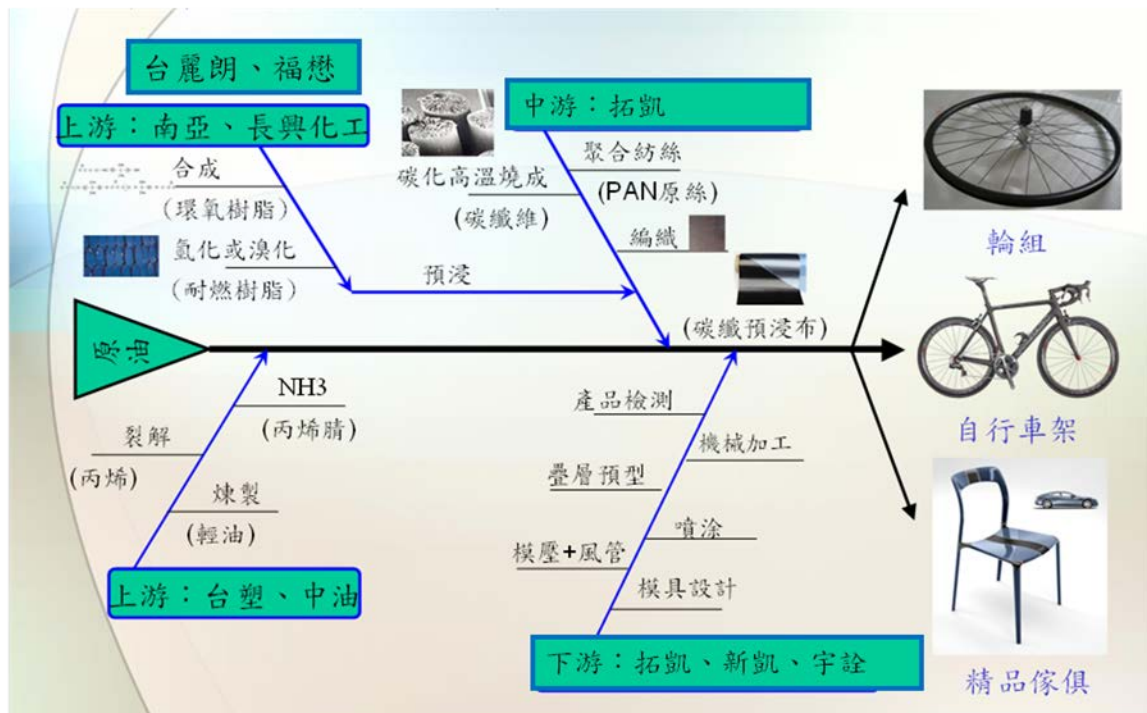 台麗朗、福懋
上游：南亞、長興化工
合成
(環氧樹脂)
氫化或溴化
(耐燃樹脂)
預浸
中游：拓凱
聚合紡絲
(PAN原絲)
碳化高溫燒成
(碳纖維)
編織
(碳纖預浸布)
原油
NH3
(丙烯腈)
裂解
(丙烯)
煉製
(輕油)
上游：台塑、中油
產品檢測
機械加工
疊層預型
噴涂
模壓+風管
模具設計
下游：拓凱、新凱、宇詮
輪組
自行車架
精品傢俱